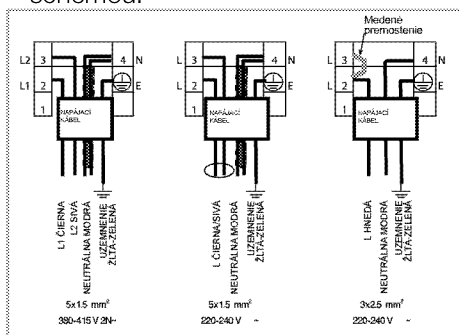 schémou.
Medené
premostenie
L2 3 4 N
L1 2 E
1
NAPÁJACÍ
KÁBEL
L 3 4 N
L 2 E
1
NAPÁJACÍ
KÁBEL
L 3 4 N
L 2 E
1
NAPÁJACÍ
KÁBEL
L1 ČIERNA
L2 SIVÁ
NEUTRÁLNA MODRÁ
UZEMNENIE
ŽLTÁ-ZELENÁ
L ČIERNA/SIVÁ
NEUTRÁLNA MODRÁ
UZEMNENIE
ŽLTÁ-ZELENÁ
L HNEDÁ
NEUTRÁLNA MODRÁ
UZEMNENIE
ŽLTÁ-ZELENÁ
5x1.5 mm²
380-415 V 2N~
5x1.5 mm²
220-240 V ~
3x2.5 mm²
220-240 V ~